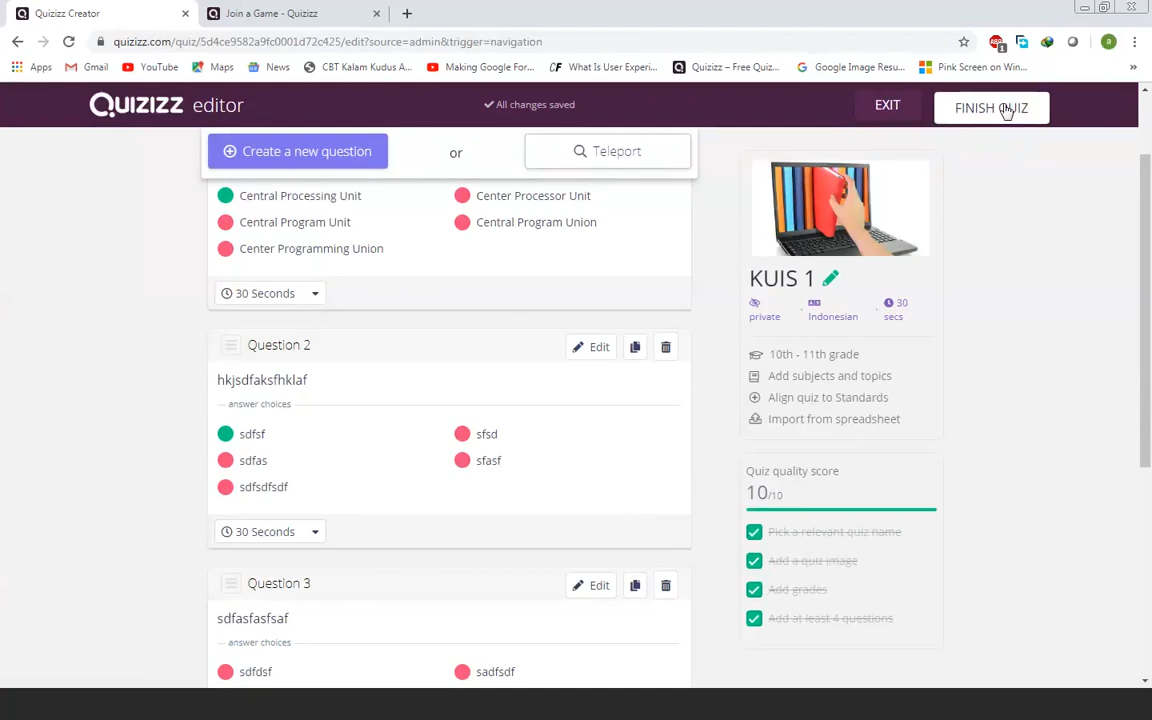 Quizizz Creator
Join a Game - Quizizz
quizizz.com/quiz/5d4ce9582a9fc0001d72c425/edit?source=admin&trigger=navigation
1
a
Apps
Gmail
YouTube
Maps
News
CBT Kalam Kudus A...
Making Google For...
What Is User Experi...
Quizizz – Free Quiz...
Google Image Resu...
Pink Screen on Win...
QUIZIZZ editor
All changes saved
EXIT
FINISH QUIZ
Create a new question
or
Teleport
Central Processing Unit
Center Processor Unit
Central Program Unit
Central Program Union
Center Programming Union
30 Seconds
Question 2
Edit
hkjsdfaksfhklaf
answer choices
sdfsf
sfsd
sdfas
sfasf
sdfsdfsdf
30 Seconds
Question 3
Edit
sdfasfasfsaf
answer choices
sdfdsf
sadfsdf
KUIS 1
private
Indonesian
30 secs
10th - 11th grade
Add subjects and topics
Align quiz to Standards
Import from spreadsheet
Quiz quality score
10/10
Pick a relevant quiz name
Add a quiz image
Add grades
Add at least 4 questions